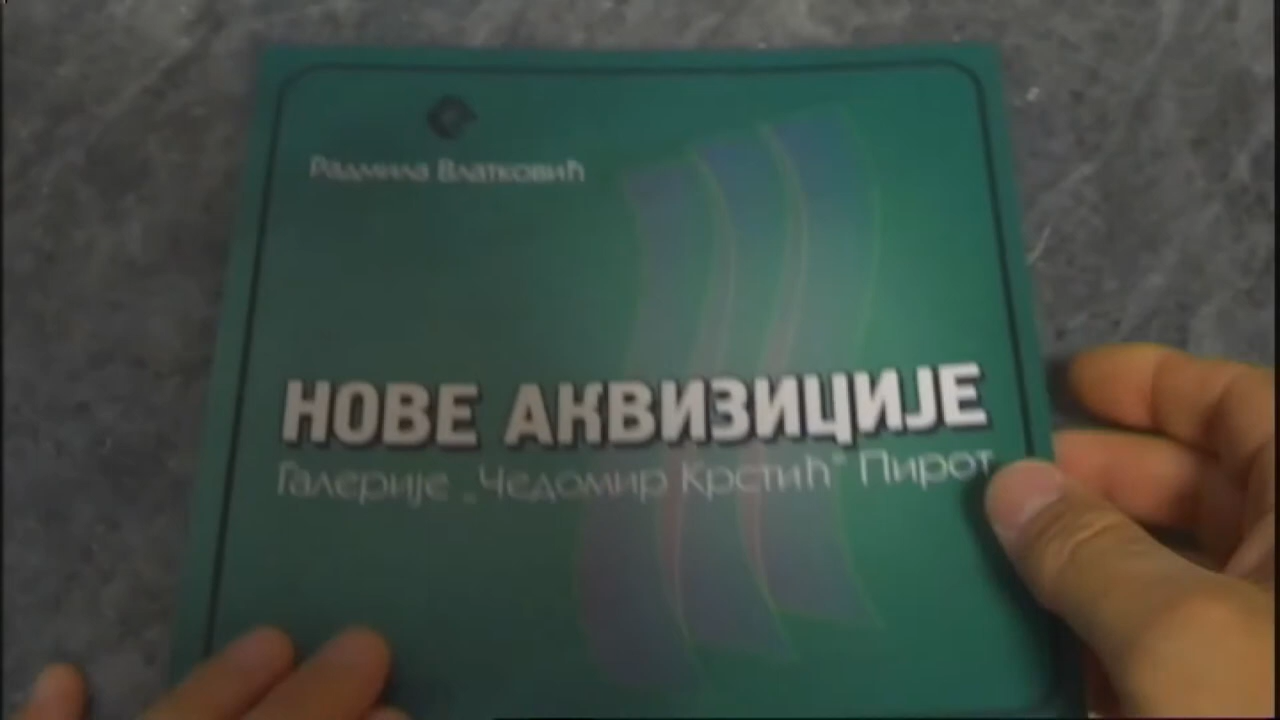 Радмила Влатковић
НОВЕ АКВИЗИЦИЈЕ
Галерије „Чедомир Крстић“ Пирот